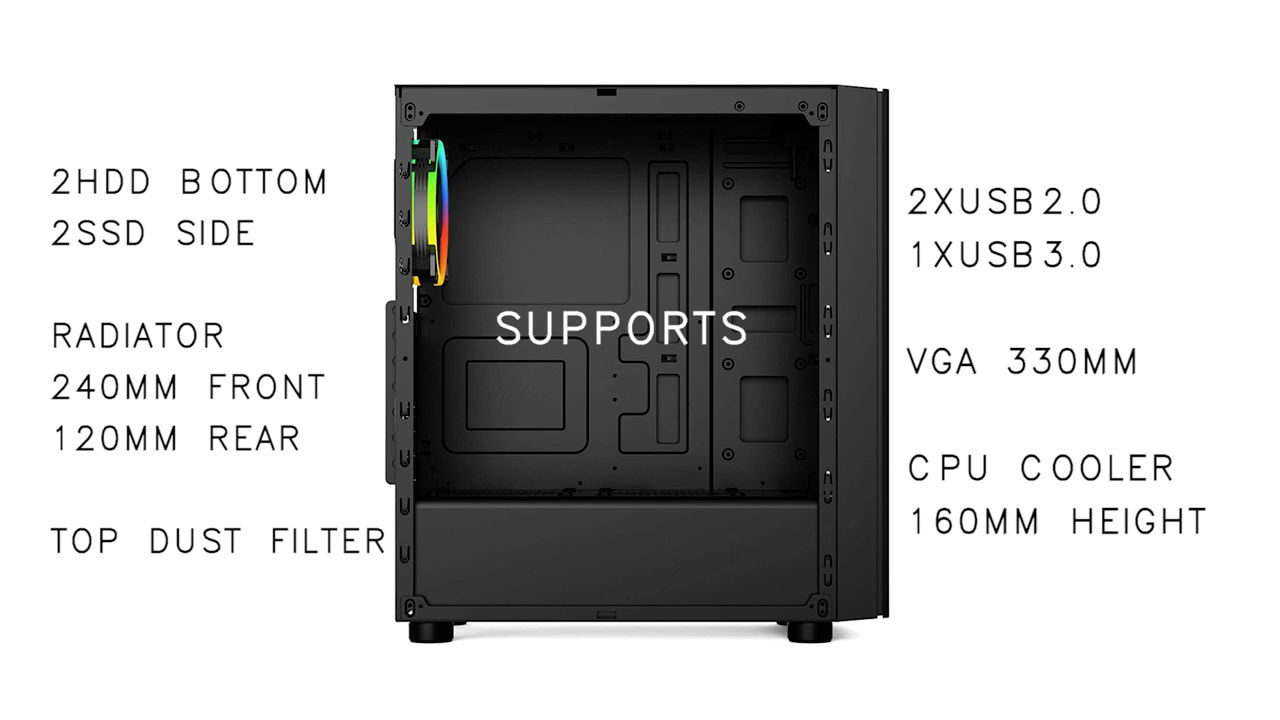 2HDD BOTTOM
2SSD SIDE
RADIATOR
240MM FRONT
120MM REAR
TOP DUST FILTER
SUPPORTS
2XUSB2.0
1XUSB3.0
VGA 330MM
CPU COOLER
160MM HEIGHT